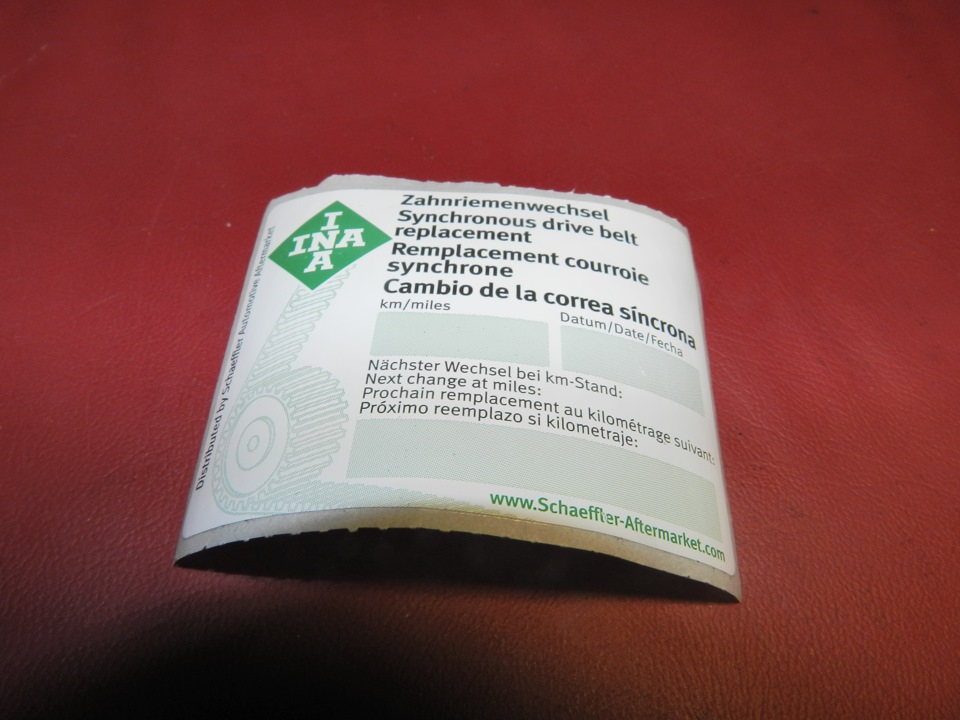 INA
INA
Zahnriemenwechsel
Synchronous drive belt
replacement
Remplacement courroie
synchrone
Cambio de la correa síncrona
km/miles
Datum/Date/Fecha
Nächster Wechsel bei km-Stand:
Next change at miles:
Prochain remplacement au kilométrage suivant:
Próximo reemplazo si kilometraje:
www.Schaeffler-Aftermarket.com
Distributed by Schaeffler Automotive Aftermarket